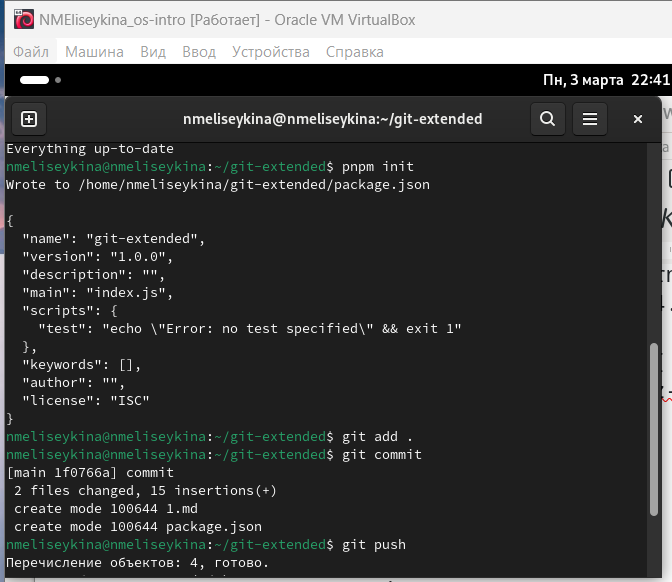 NMEliseykina_os-intro [Работает] - Oracle VM VirtualBox
Файл Машина Вид Ввод Устройства Справка
Пн, 3 марта 22:41
nmeliseykina@nmeliseykina:~/git-extended
Everything up-to-date
nmeliseykina@nmeliseykina:~/git-extended$ pnpm init
Wrote to /home/nmeliseykina/git-extended/package.json
{
"name": "git-extended",
"version": "1.0.0",
"description": "",
"main": "index.js",
"scripts": {
"test": "echo \"Error: no test specified\" && exit 1"
},
"keywords": [],
"author": "",
"license": "ISC"
}
nmeliseykina@nmeliseykina:~/git-extended$ git add .
nmeliseykina@nmeliseykina:~/git-extended$ git commit
[main 1f0766a] commit
2 files changed, 15 insertions(+)
create mode 100644 1.md
create mode 100644 package.json
nmeliseykina@nmeliseykina:~/git-extended$ git push
Перечисление объектов: 4, готово.